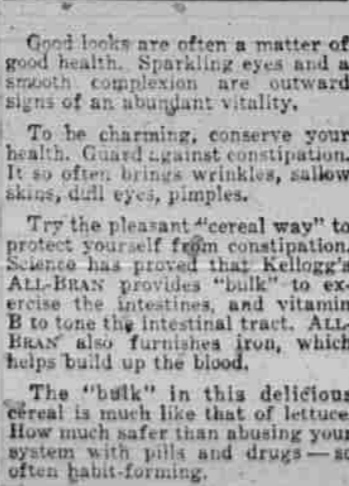 Good looks are often a matter of
good health. Sparkling eyes and a
smooth complexion are outward
signs of an abundant vitality.
To be charming, conserve your
health. Guard against constipation.
It so often brings wrinkles, sallow
skins, dull eyes, pimples.
Try the pleasant "cereal way" to
protect yourself from constipation.
Science has proved that Kellogg's
ALL-BRAN provides "bulk" to ex-
ercise the intestines, and vitamin
B to tone the intestinal tract. ALL-
BRAN also furnishes iron, which
helps build up the blood.
The "bulk" in this delicious
cereal is much like that of lettuce
How much safer than abusing your
system with pills and drugs — so
often habit-forming.